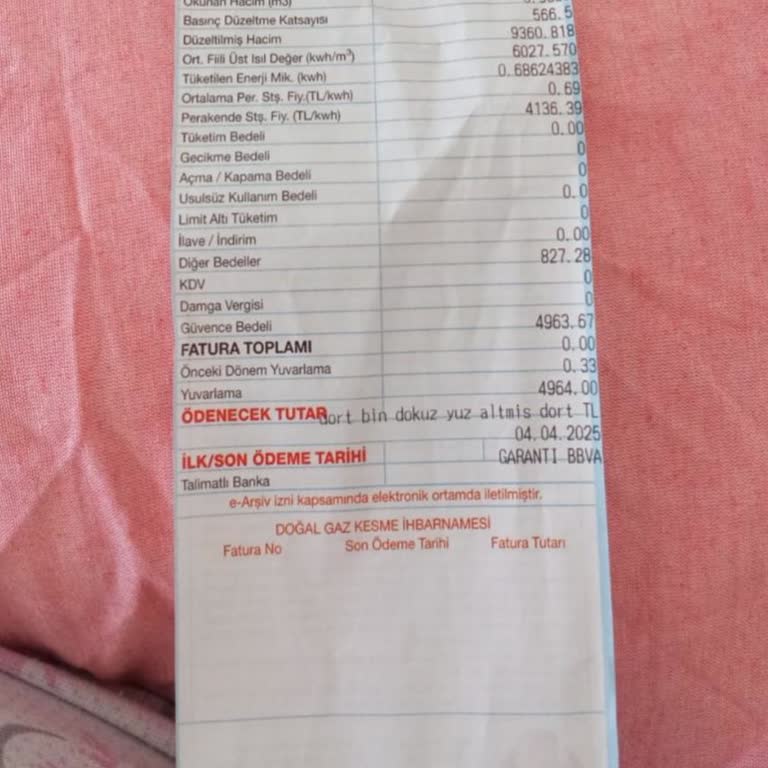 Okunan Hacim (m3)
Basınç Düzeltme Katsayısı 566.5
Düzeltilmiş Hacim 9360.818
Ort. Fiili Üst Isıl Değer (kwh/m³) 6027.570
Tüketilen Enerji Mik. (kwh) 0.68624383
Ortalama Per. Stş. Fiy.(TL/kwh) 0.69
Perakende Stş. Fiy. (TL/kwh) 4136.39
Tüketim Bedeli 0.00
Gecikme Bedeli 0
Açma / Kapama Bedeli 0
Usulsüz Kullanım Bedeli 0.0
Limit Altı Tüketim 0
İlave / İndirim 0.00
Diğer Bedeller 827.28
KDV 0
Damga Vergisi 0
Güvence Bedeli 4963.67
FATURA TOPLAMI 0.00
Önceki Dönem Yuvarlama 0.33
Yuvarlama 4964.00
ÖDENECEK TUTAR dort bin dokuz yuz altmis dort TL
04.04.2025
İLK/SON ÖDEME TARİHİ GARANTI BBVA
Talimatlı Banka
e-Arşiv izni kapsamında elektronik ortamda iletilmiştir.
DOĞAL GAZ KESME İHBARNAMESİ
Fatura No Son Ödeme Tarihi Fatura Tutarı